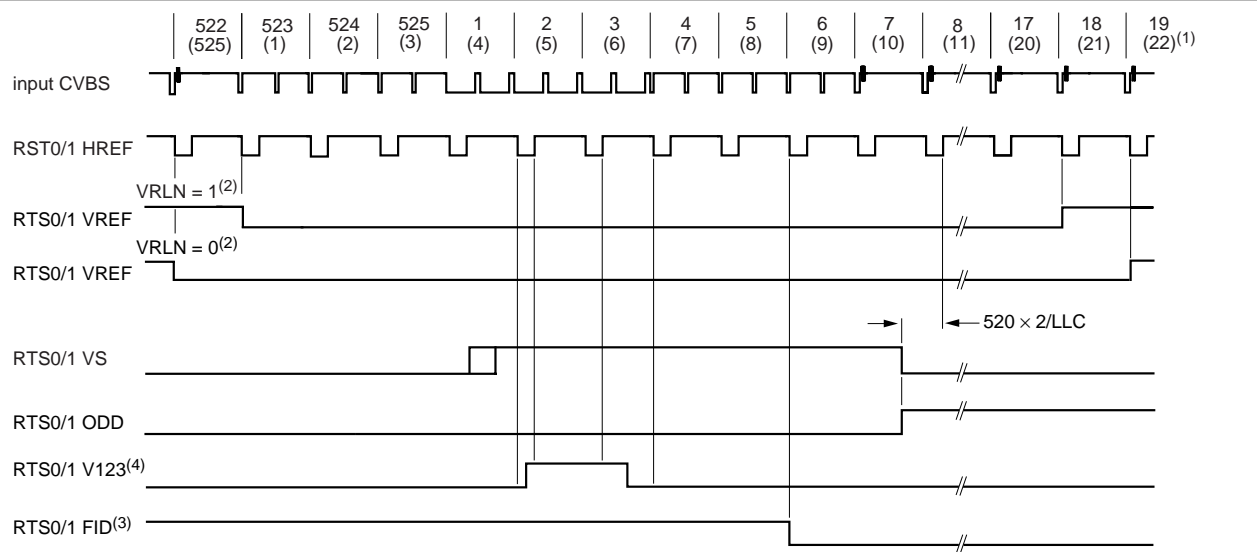 522 523 524 525 1 2 3 4 5 6 7 8 17 18 19
(525) (1) (2) (3) (4) (5) (6) (7) (8) (9) (10) (11) (20) (21) (22)(1)
input CVBS
RST0/1 HREF
VRLN = 1(2)
RTS0/1 VREF
VRLN = 0(2)
RTS0/1 VREF
520 × 2/LLC
RTS0/1 VS
RTS0/1 ODD
RTS0/1 V123(4)
RTS0/1 FID(3)